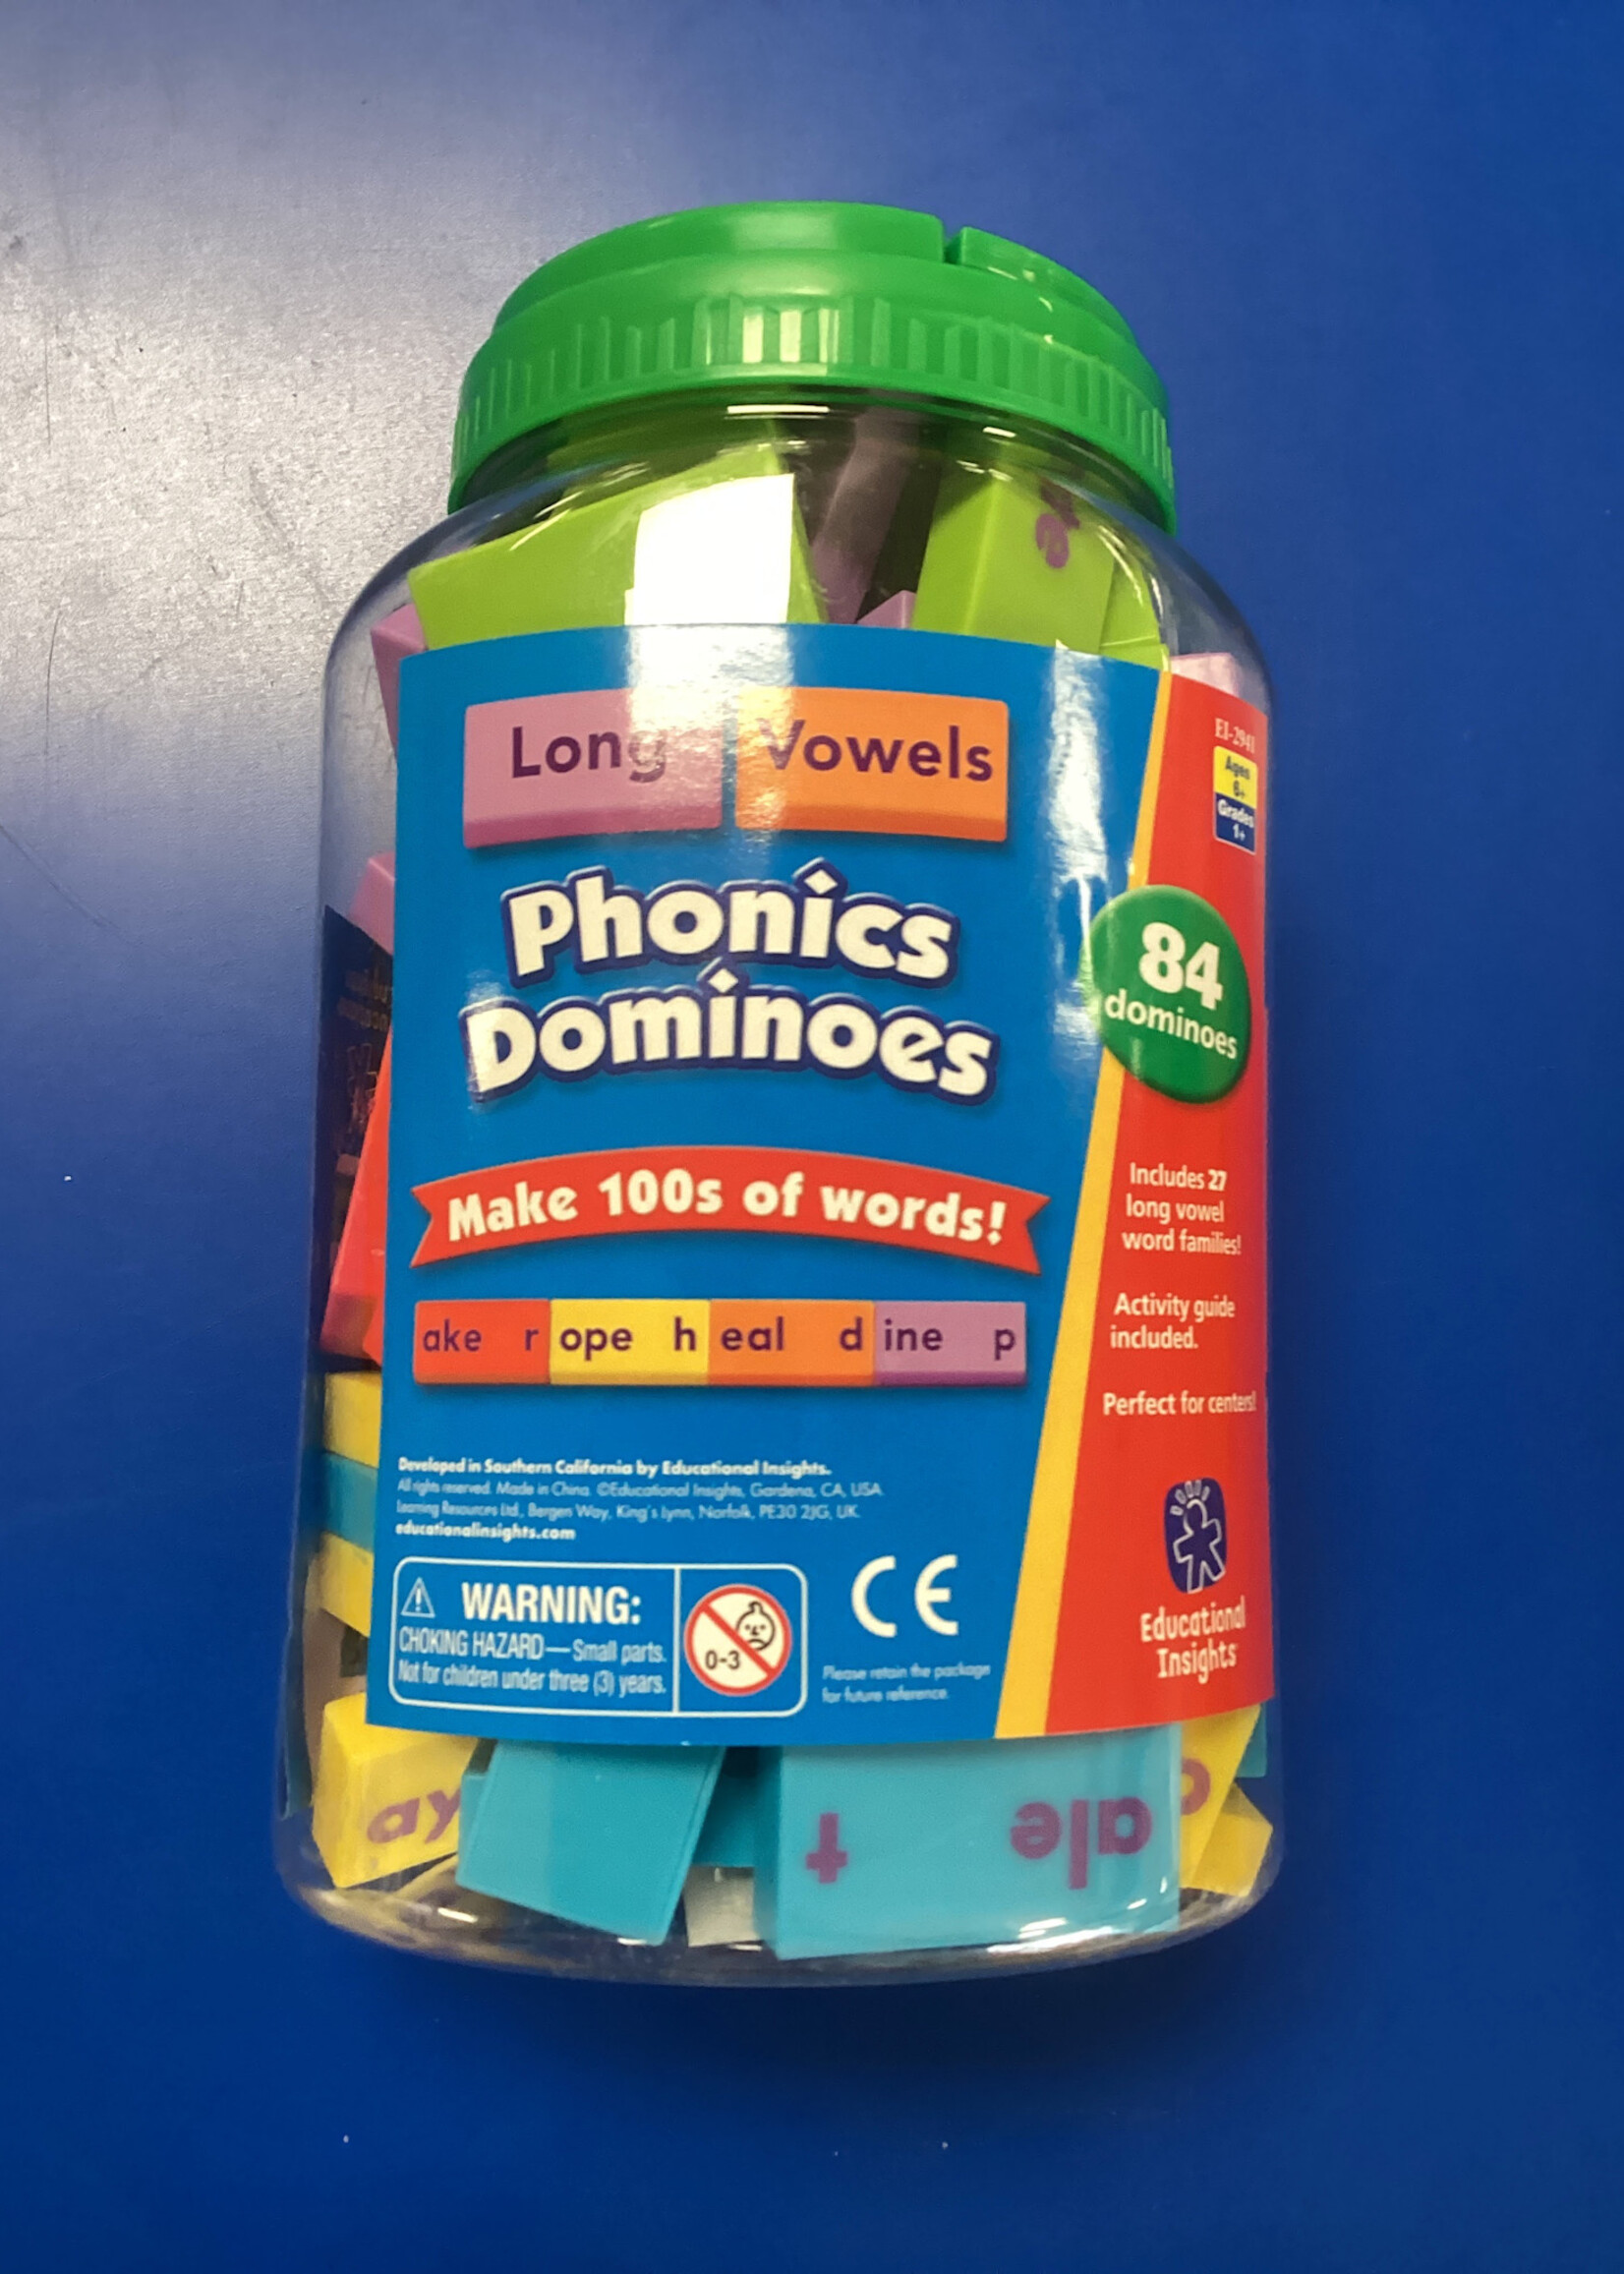 Long Vowels
Phonics
Dominoes
Make 100s of words!
ake r ope h eal d ine p
Developed in Southern California by Educational Insights.
All rights reserved. Made in China. ©Educational Insights, Gardena, CA, USA.
Learning Resources Ltd., Bergen Way, King's Lynn, Norfolk, PE30 2JG, UK.
educationalinsights.com
WARNING:
CHOKING HAZARD—Small parts.
Not for children under three (3) years.
0-3
CE
Please retain the package
for future reference.
EI-2941
Ages
6+
Grades
1+
84
dominoes
Includes 27
long vowel
word families!
Activity guide
included.
Perfect for centers!
Educational
Insights
ay
t ale